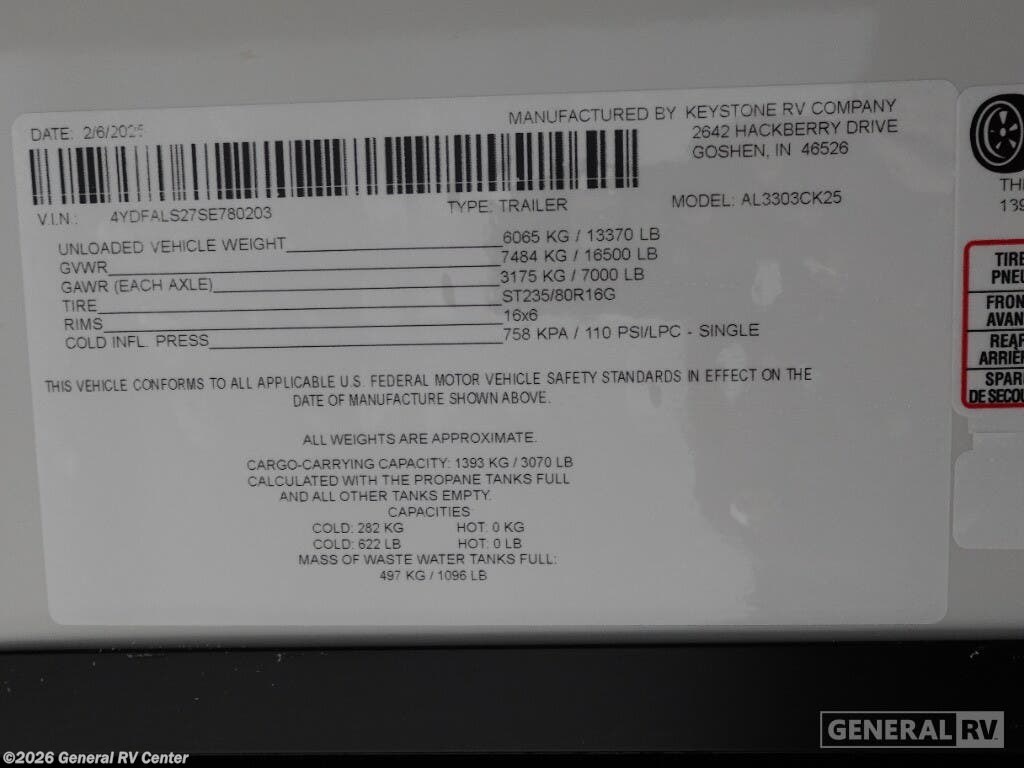 DATE: 2/6/2025
MANUFACTURED BY KEYSTONE RV COMPANY
2642 HACKBERRY DRIVE
GOSHEN, IN 46526
V.I.N.: 4YDFALS27SE780203
TYPE: TRAILER
MODEL: AL3303CK25
UNLOADED VEHICLE WEIGHT 6065 KG / 13370 LB
GVWR 7484 KG / 16500 LB
GAWR (EACH AXLE) 3175 KG / 7000 LB
TIRE ST235/80R16G
RIMS 16x6
COLD INFL. PRESS 758 KPA / 110 PSI/LPC - SINGLE
THIS VEHICLE CONFORMS TO ALL APPLICABLE U.S. FEDERAL MOTOR VEHICLE SAFETY STANDARDS IN EFFECT ON THE
DATE OF MANUFACTURE SHOWN ABOVE.
ALL WEIGHTS ARE APPROXIMATE.
CARGO-CARRYING CAPACITY: 1393 KG / 3070 LB
CALCULATED WITH THE PROPANE TANKS FULL
AND ALL OTHER TANKS EMPTY.
CAPACITIES
COLD: 282 KG HOT: 0 KG
COLD: 622 LB HOT: 0 LB
MASS OF WASTE WATER TANKS FULL:
497 KG / 1096 LB
TH
139
TIRE
PNEU
FRON
AVAN
REAR
ARRIÈ
SPAR
DE SECOU
GENERAL RV
©2026 General RV Center